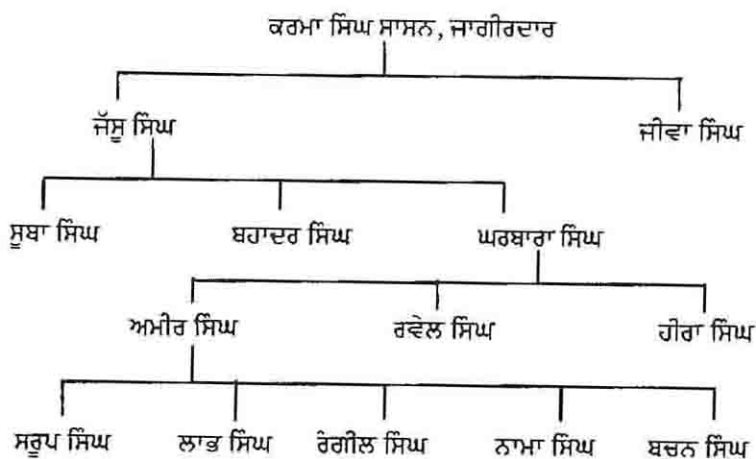 ਕਰਮਾ ਸਿੰਘ ਸਾਸਨ, ਜਾਗੀਰਦਾਰ
ਜੱਸੂ ਸਿੰਘ ਜੀਵਾ ਸਿੰਘ
ਸੂਬਾ ਸਿੰਘ ਬਹਾਦਰ ਸਿੰਘ ਘਰਬਾਰਾ ਸਿੰਘ
ਅਮੀਰ ਸਿੰਘ ਰਵੇਲ ਸਿੰਘ ਹੀਰਾ ਸਿੰਘ
ਸਰੂਪ ਸਿੰਘ ਲਾਭ ਸਿੰਘ ਰੰਗੀਲ ਸਿੰਘ ਨਾਮਾ ਸਿੰਘ ਬਚਨ ਸਿੰਘ